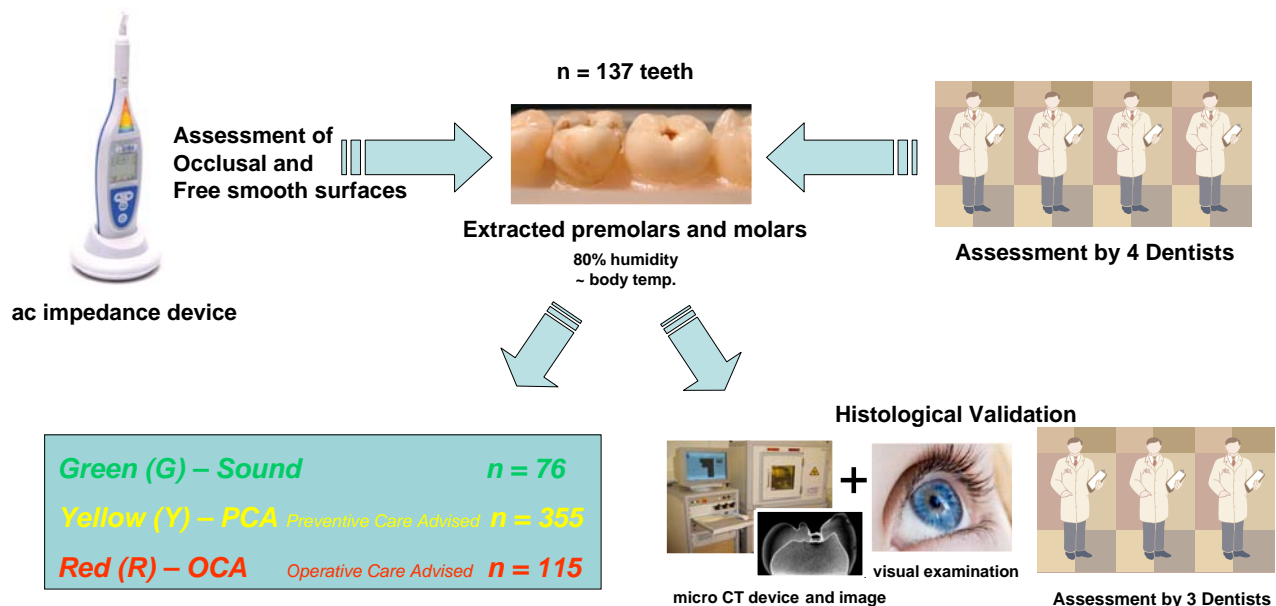 n = 137 teeth
Assessment of
Occlusal and
Free smooth surfaces
Extracted premolars and molars
80% humidity
~ body temp.
Assessment by 4 Dentists
ac impedance device
Histological Validation
Green (G) – Sound n = 76
Yellow (Y) – PCA Preventive Care Advised n = 355
Red (R) – OCA Operative Care Advised n = 115
+
visual examination
micro CT device and image
Assessment by 3 Dentists